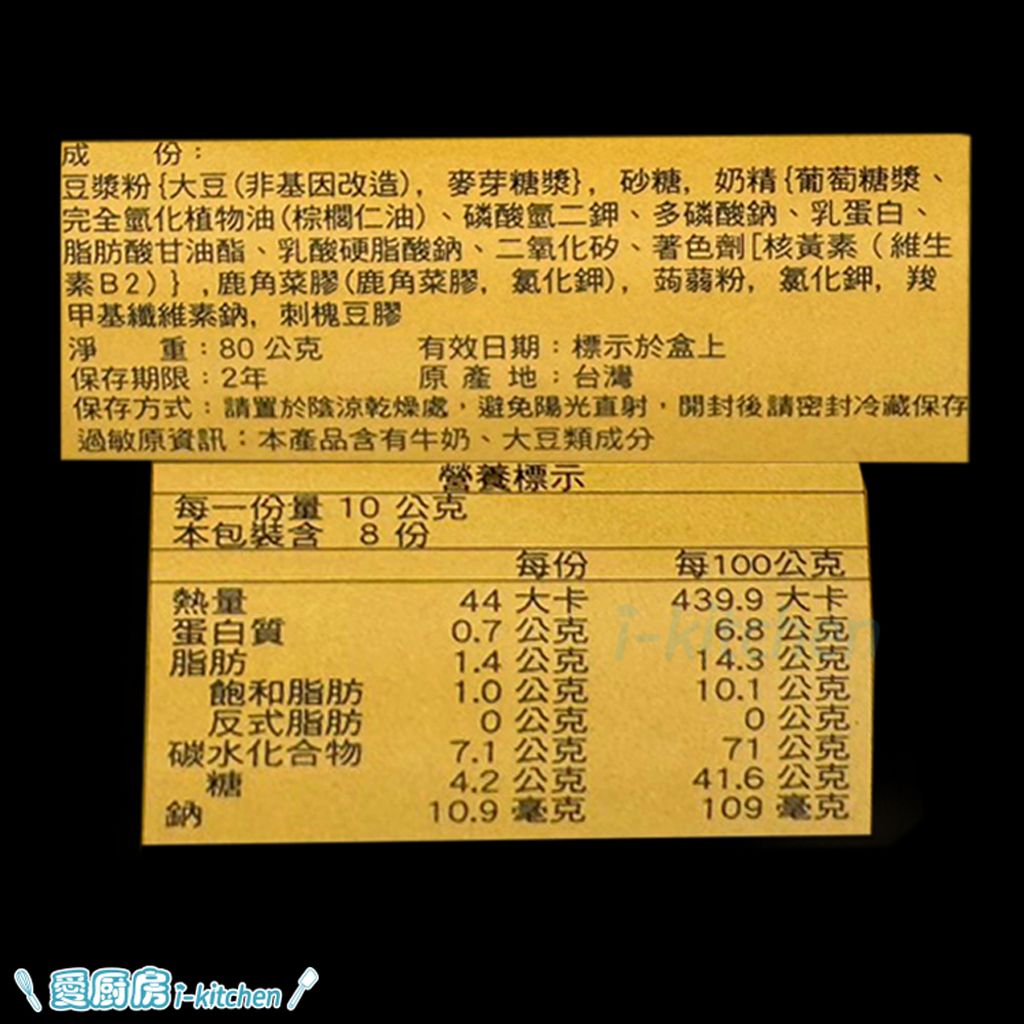 成　　份：
豆漿粉{大豆(非基因改造), 麥芽糖漿}, 砂糖, 奶精{葡萄糖漿、
完全氫化植物油(棕櫚仁油)、磷酸氫二鉀、多磷酸鈉、乳蛋白、
脂肪酸甘油酯、乳酸硬脂酸鈉、二氧化矽、著色劑[核黃素（維生
素B2）},鹿角菜膠(鹿角菜膠, 氯化鉀), 蒟蒻粉, 氯化鉀, 羧
甲基纖維素鈉, 刺槐豆膠
淨　　重：80 公克　　有效日期：標示於盒上
保存期限：2年　　原 產 地：台灣
保存方式：請置於陰涼乾燥處，避免陽光直射，開封後請密封冷藏保存
過敏原資訊：本產品含有牛奶、大豆類成分
營養標示
每一份量 10 公克
本包裝含 8 份
每份 每100公克
熱量 44 大卡 439.9 大卡
蛋白質 0.7 公克 6.8 公克
脂肪 1.4 公克 14.3 公克
飽和脂肪 1.0 公克 10.1 公克
反式脂肪 0 公克 0 公克
碳水化合物 7.1 公克 71 公克
糖 4.2 公克 41.6 公克
鈉 10.9 毫克 109 毫克
i-kitchen
愛廚房 i-kitchen